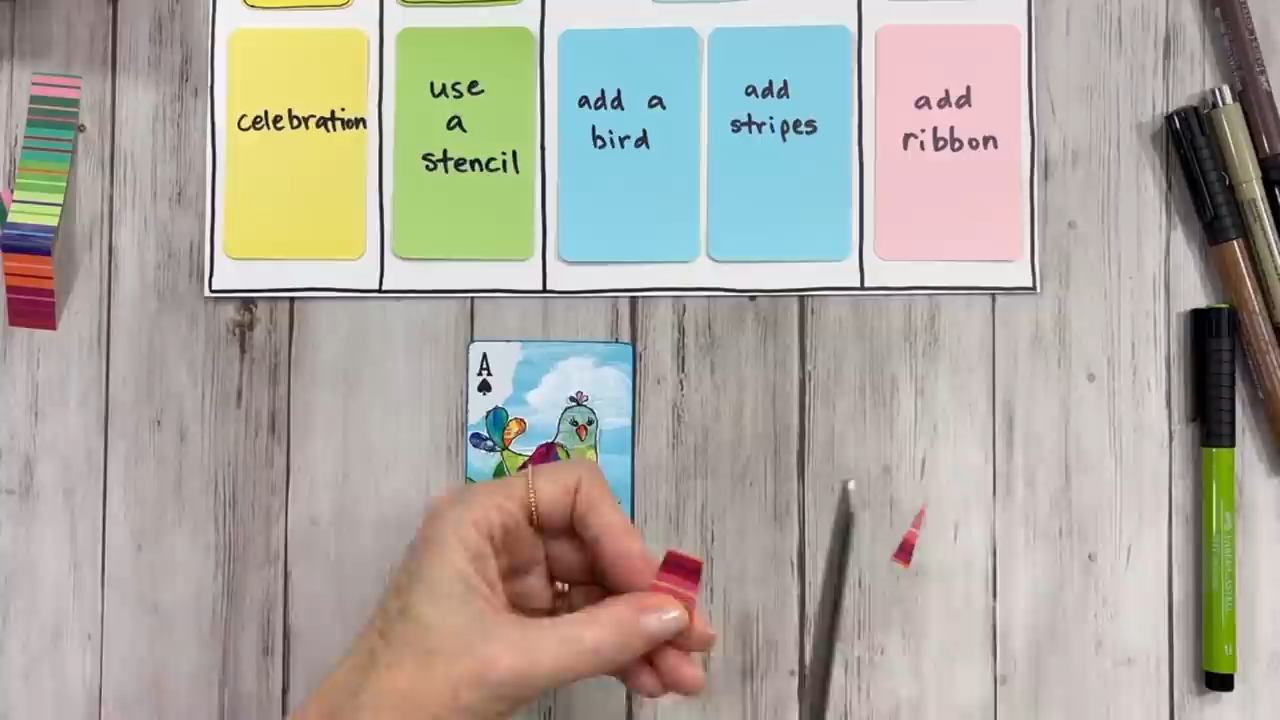 celebration
use
a
stencil
add a
bird
add
stripes
add
ribbon
A